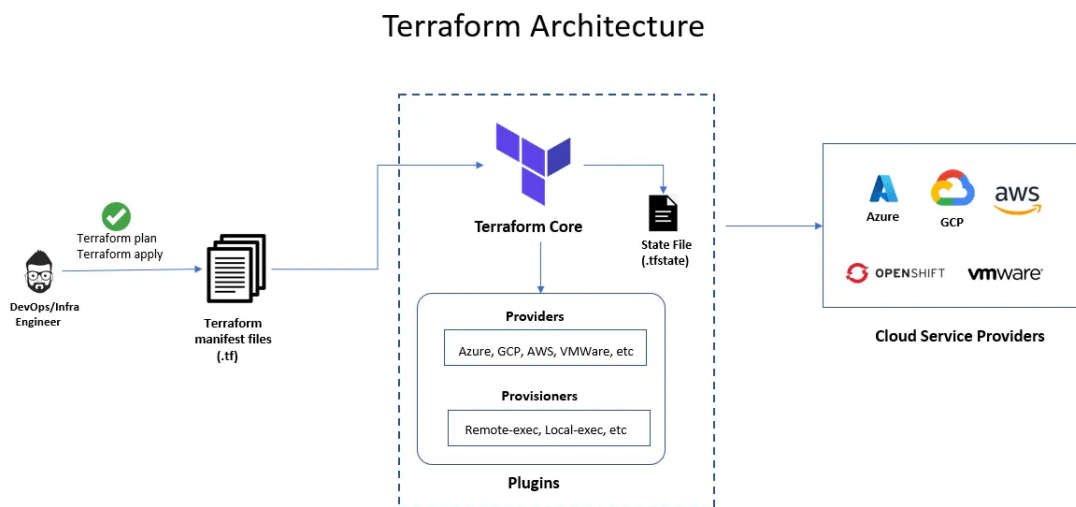 Terraform Architecture
Terraform plan
Terraform apply
DevOps/Infra
Engineer
Terraform
manifest files
(.tf)
Terraform Core
State File
(.tfstate)
Providers
Azure, GCP, AWS, VMWare, etc
Provisioners
Remote-exec, Local-exec, etc
Plugins
Azure
GCP
aws
OPENSHIFT
vmware®
Cloud Service Providers